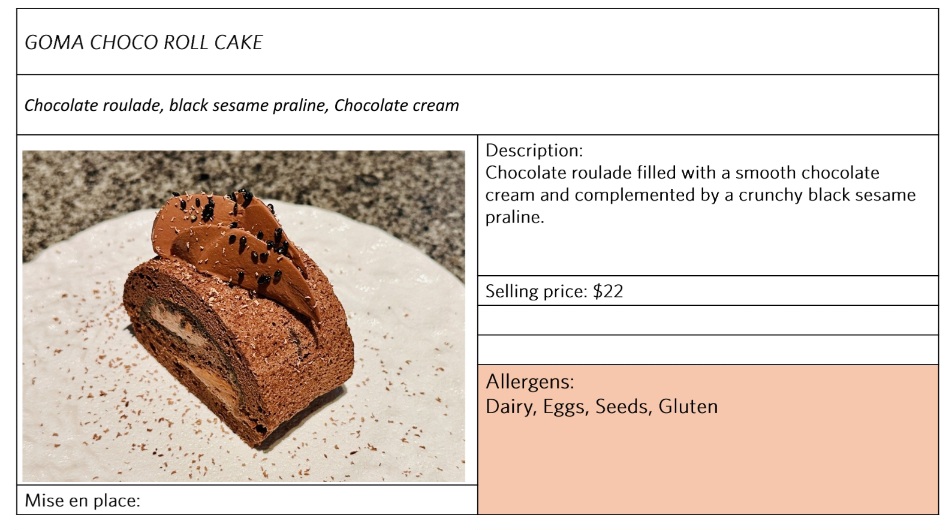 GOMA CHOCO ROLL CAKE
Chocolate roulade, black sesame praline, Chocolate cream
Description:
Chocolate roulade filled with a smooth chocolate
cream and complemented by a crunchy black sesame
praline.
Selling price: $22
Allergens:
Dairy, Eggs, Seeds, Gluten
Mise en place: